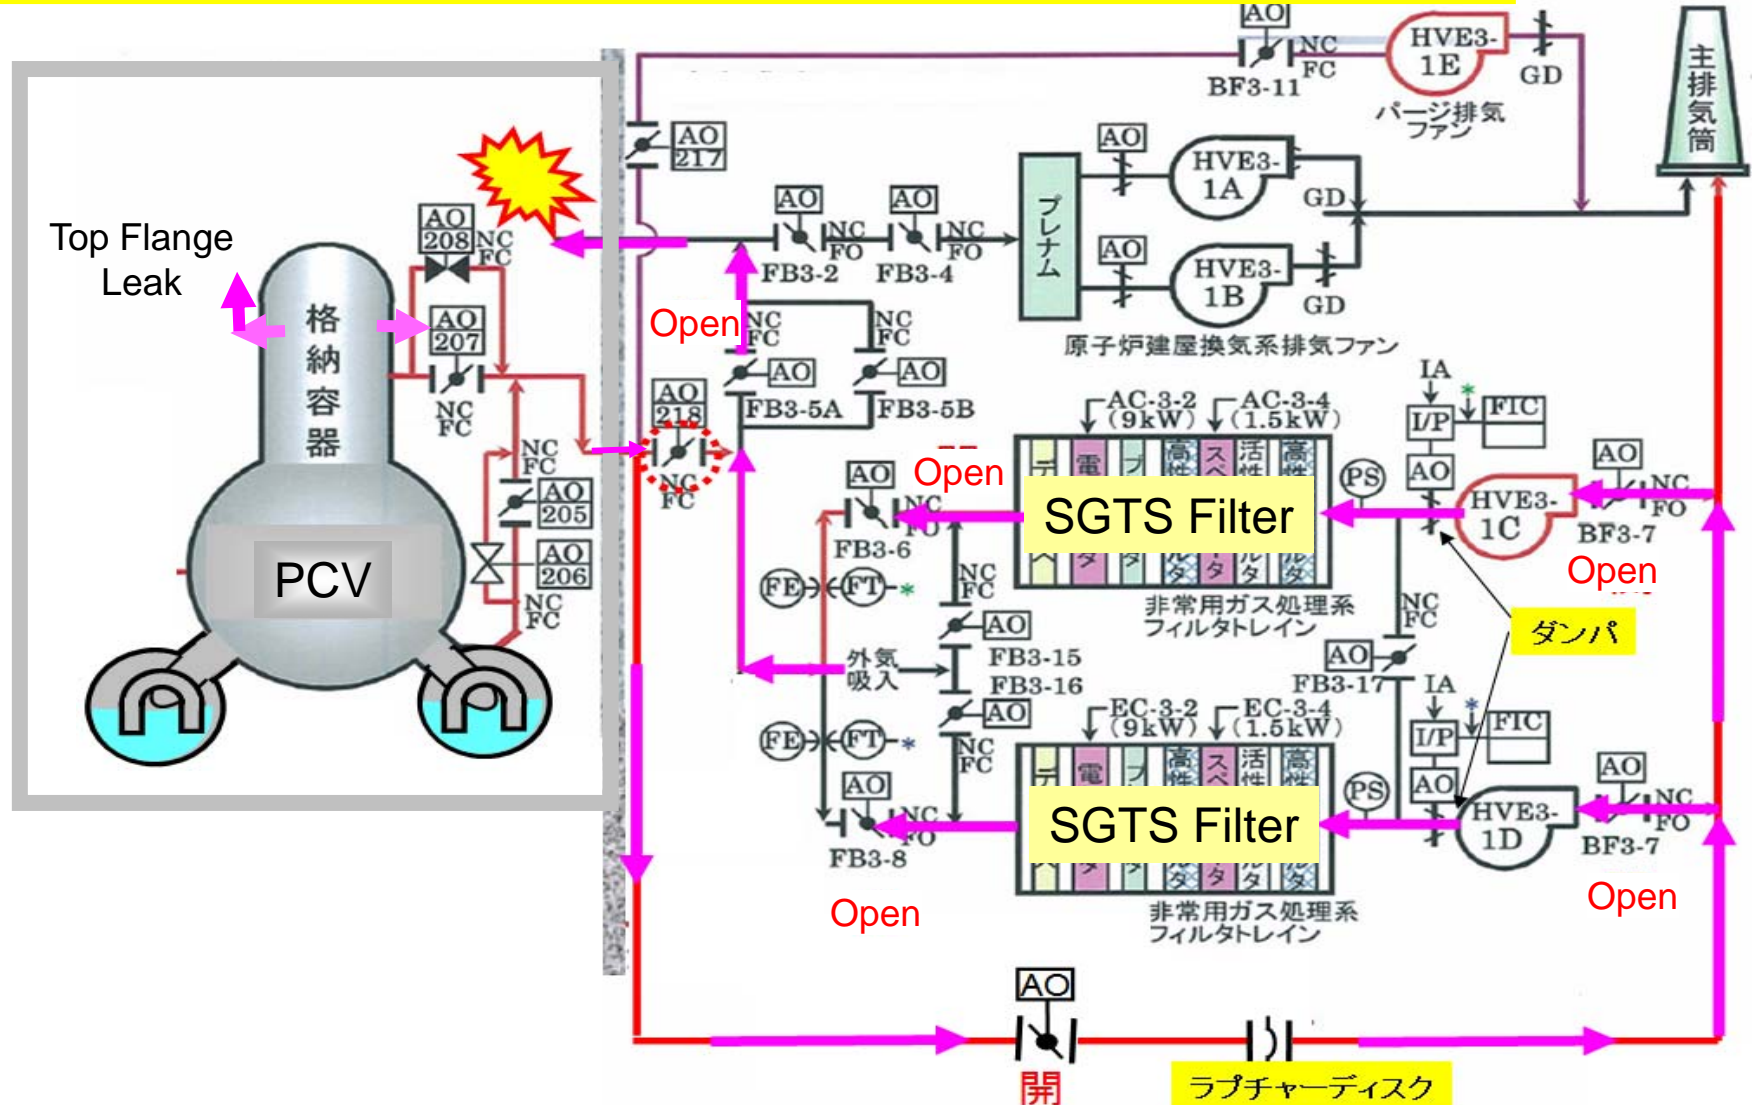 AO
NC
FC
BF3-11
HVE3-
1E
GD
パージ排気
ファン
主排気筒
AO
217
AO
208
NC
FC
Top Flange
Leak
格納容器
AO
207
NC
FC
AO
NC
FO
FB3-2
AO
NC
FO
FB3-4
プレナム
AO
HVE3-
1A
GD
AO
HVE3-
1B
GD
原子炉建屋換気系排気ファン
Open
NC
FC
AO
FB3-5A
NC
FC
AO
FB3-5B
AO
218
NC
FC
NC
FC
AO
205
AO
206
NC
FC
PCV
AO
NC
FO
FB3-6
Open
AC-3-2
(9kW)
AC-3-4
(1.5kW)
SGTS Filter
非常用ガス処理系
フィルタトレイン
PS
IA
I/P
*
FIC
AO
HVE3-
1C
AO
NC
FO
BF3-7
Open
ダンパ
FE
FT
*
NC
FC
AO
FB3-15
FB3-16
AO
NC
FC
外気
吸入
NC
FC
AO
FB3-17
FE
FT
*
AO
NC
FO
FB3-8
Open
EC-3-2
(9kW)
EC-3-4
(1.5kW)
SGTS Filter
非常用ガス処理系
フィルタトレイン
PS
IA
I/P
*
FIC
AO
HVE3-
1D
AO
NC
FO
BF3-7
Open
AO
開
ラプチャーディスク